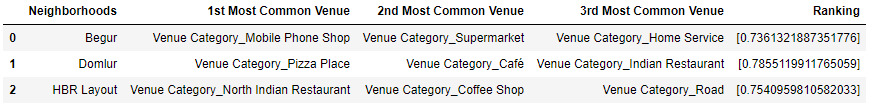 Neighborhoods 1st Most Common Venue 2nd Most Common Venue 3rd Most Common Venue Ranking
0 Begur Venue Category_Mobile Phone Shop Venue Category_Supermarket Venue Category_Home Service [0.7361321887351776]
1 Domlur Venue Category_Pizza Place Venue Category_Café Venue Category_Indian Restaurant [0.7855119911765059]
2 HBR Layout Venue Category_North Indian Restaurant Venue Category_Coffee Shop Venue Category_Road [0.7540959810582033]